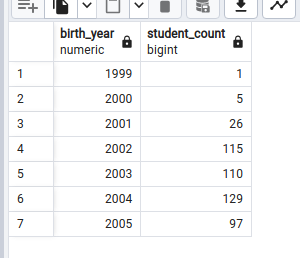 birth_year student_count
numeric bigint
1 1999 1
2 2000 5
3 2001 26
4 2002 115
5 2003 110
6 2004 129
7 2005 97